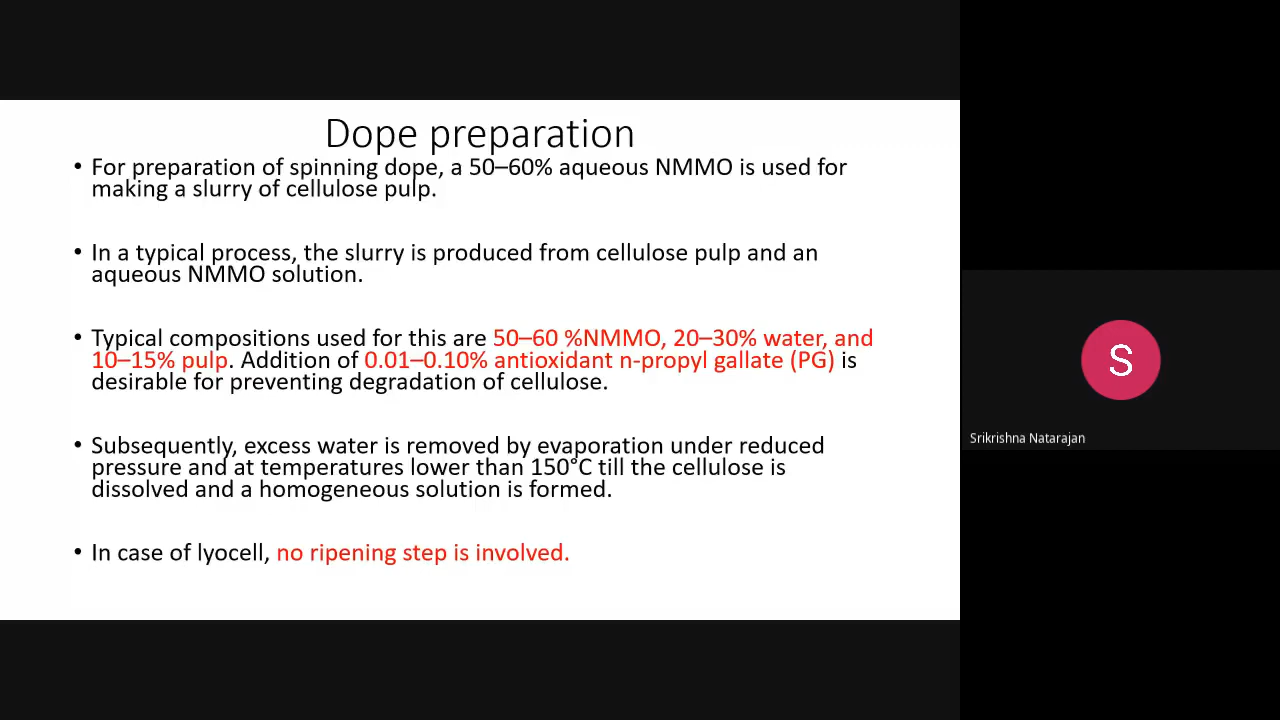 Dope preparation
• For preparation of spinning dope, a 50–60% aqueous NMMO is used for
making a slurry of cellulose pulp.
• In a typical process, the slurry is produced from cellulose pulp and an
aqueous NMMO solution.
• Typical compositions used for this are 50–60 %NMMO, 20–30% water, and
10–15% pulp. Addition of 0.01–0.10% antioxidant n-propyl gallate (PG) is
desirable for preventing degradation of cellulose.
• Subsequently, excess water is removed by evaporation under reduced
pressure and at temperatures lower than 150°C till the cellulose is
dissolved and a homogeneous solution is formed.
• In case of lyocell, no ripening step is involved.
S
Srikrishna Natarajan